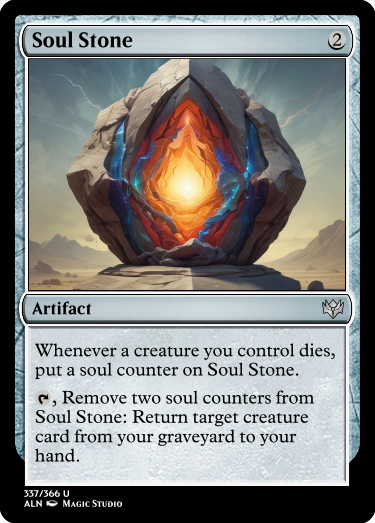 Soul Stone
2
Artifact
Whenever a creature you control dies,
put a soul counter on Soul Stone.
, Remove two soul counters from
Soul Stone: Return target creature
card from your graveyard to your
hand.
337/366 U
ALN Magic Studio